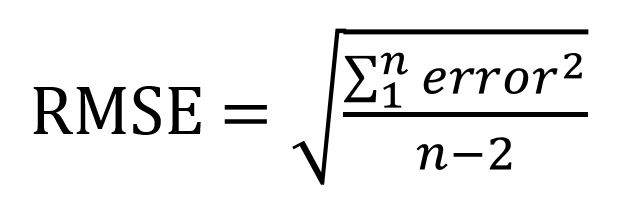 RMSE = √(∑₁ⁿ error² / n−2)